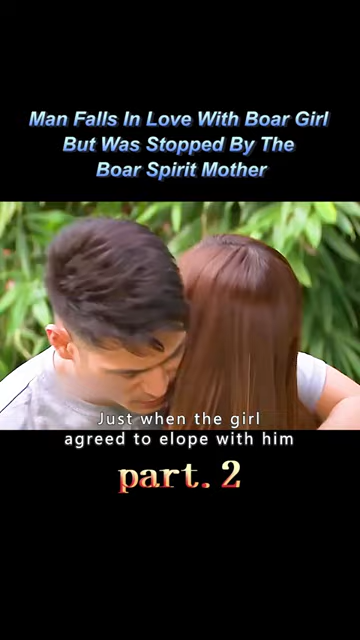 Man Falls In Love With Boar Girl
But Was Stopped By The
Boar Spirit Mother
Just when the girl
agreed to elope with him
part. 2